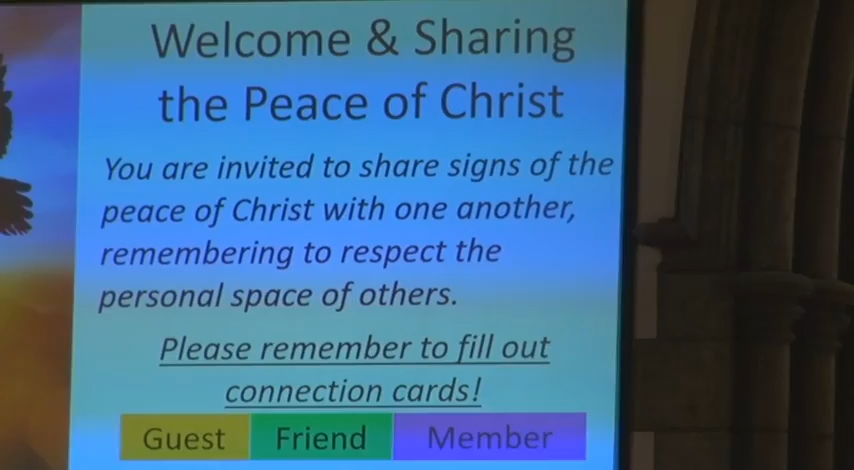 Welcome & Sharing
the Peace of Christ
You are invited to share signs of the
peace of Christ with one another,
remembering to respect the
personal space of others.
Please remember to fill out
connection cards!
Guest Friend Member